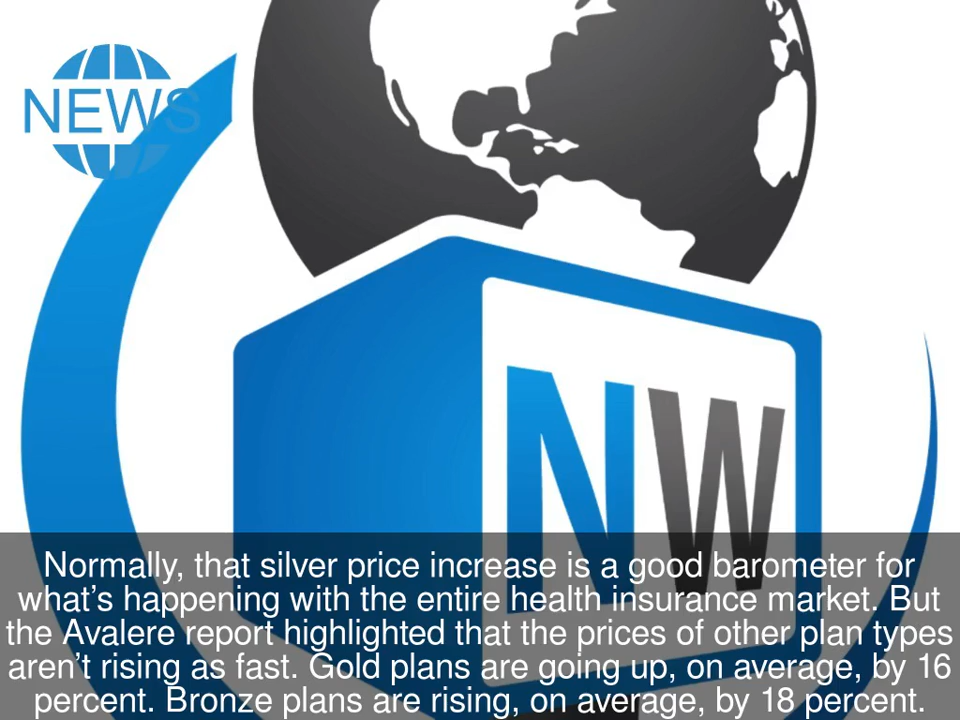 NEWS
NW
Normally, that silver price increase is a good barometer for
what’s happening with the entire health insurance market. But
the Avalere report highlighted that the prices of other plan types
aren’t rising as fast. Gold plans are going up, on average, by 16
percent. Bronze plans are rising, on average, by 18 percent.